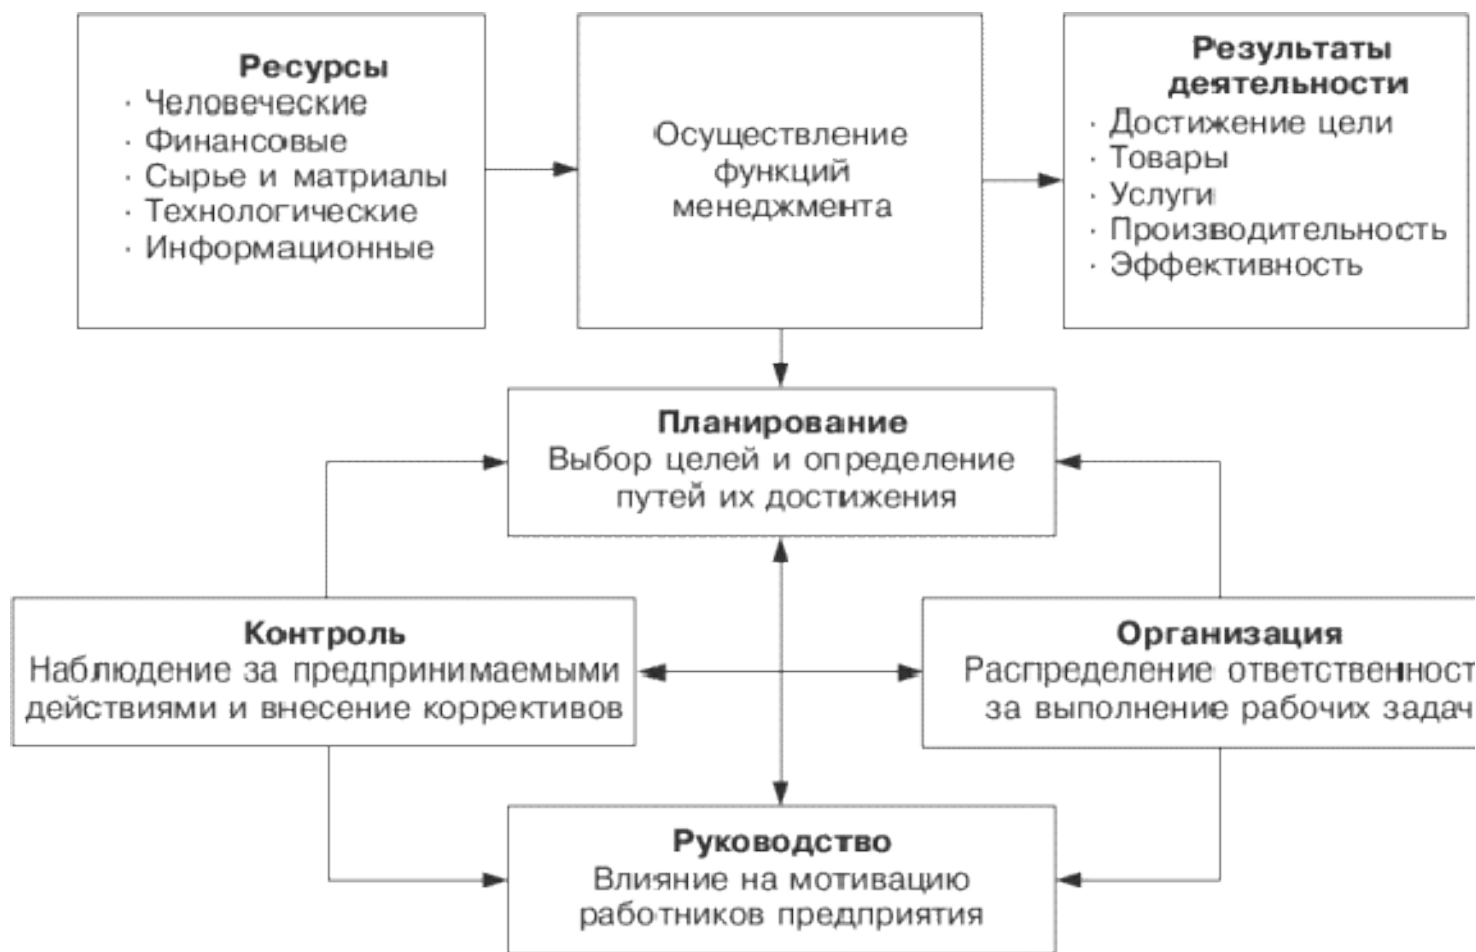 Ресурсы
· Человеческие
· Финансовые
· Сырье и матриалы
· Технологические
· Информационные
Осуществление
функций
менеджмента
Результаты
деятельности
· Достижение цели
· Товары
· Услуги
· Производительность
· Эффективность
Планирование
Выбор целей и определение
путей их достижения
Контроль
Наблюдение за предпринимаемыми
действиями и внесение коррективов
Организация
Распределение ответственност
за выполнение рабочих задач
Руководство
Влияние на мотивацию
работников предприятия